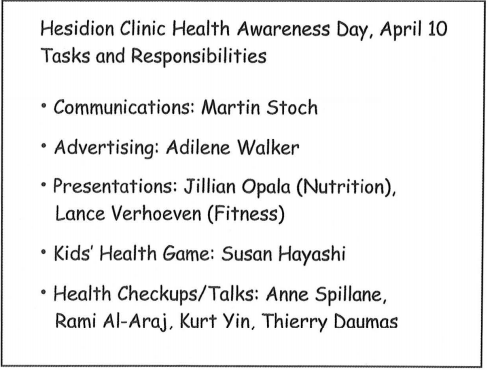 Hesidion Clinic Health Awareness Day, April 10
Tasks and Responsibilities
• Communications: Martin Stoch
• Advertising: Adilene Walker
• Presentations: Jillian Opala (Nutrition),
Lance Verhoeven (Fitness)
• Kids' Health Game: Susan Hayashi
• Health Checkups/Talks: Anne Spillane,
Rami Al-Araj, Kurt Yin, Thierry Daumas